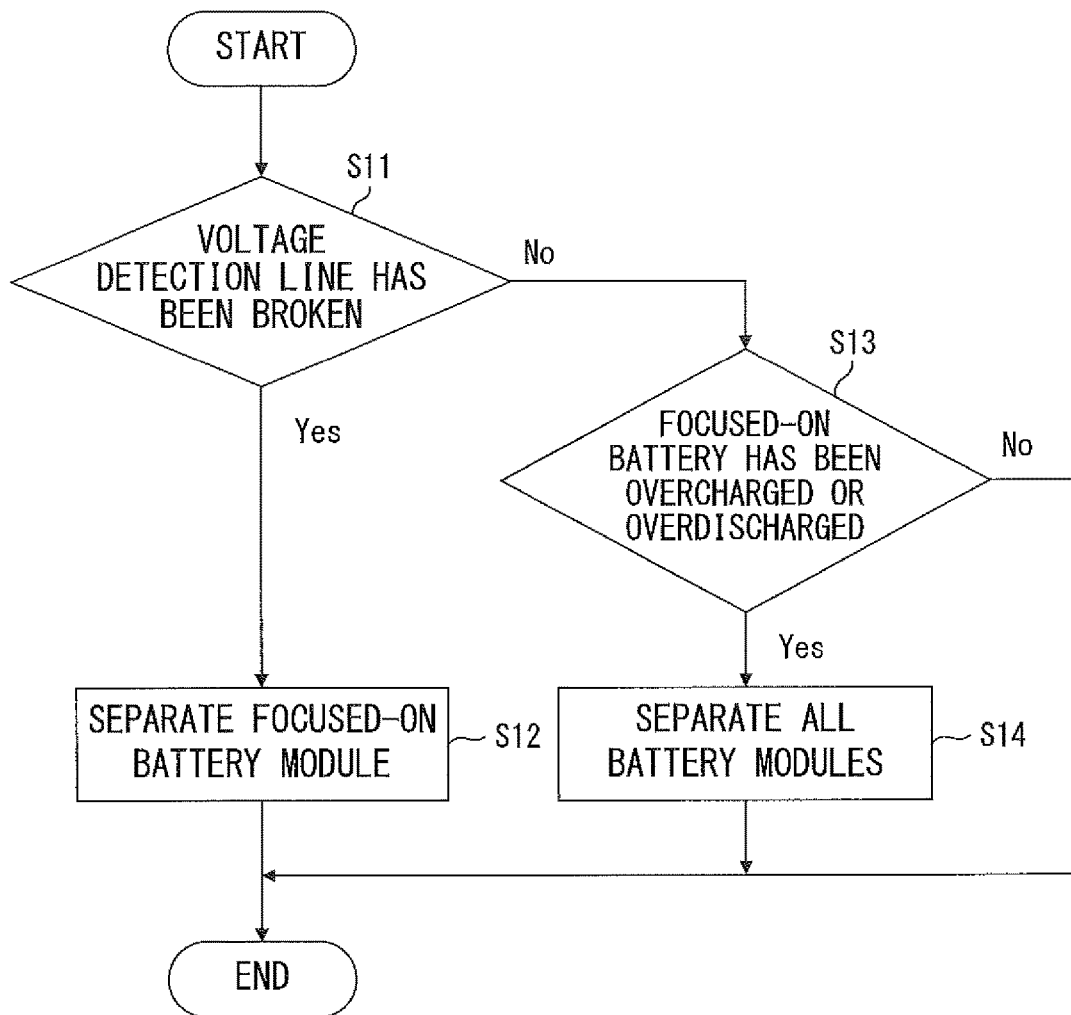 START
S11
VOLTAGE
DETECTION LINE HAS
BEEN BROKEN
No
Yes
S13
FOCUSED-ON
BATTERY HAS BEEN
OVERCHARGED OR
OVERDISCHARGED
No
Yes
SEPARATE FOCUSED-ON
BATTERY MODULE
S12
SEPARATE ALL
BATTERY MODULES
S14
END